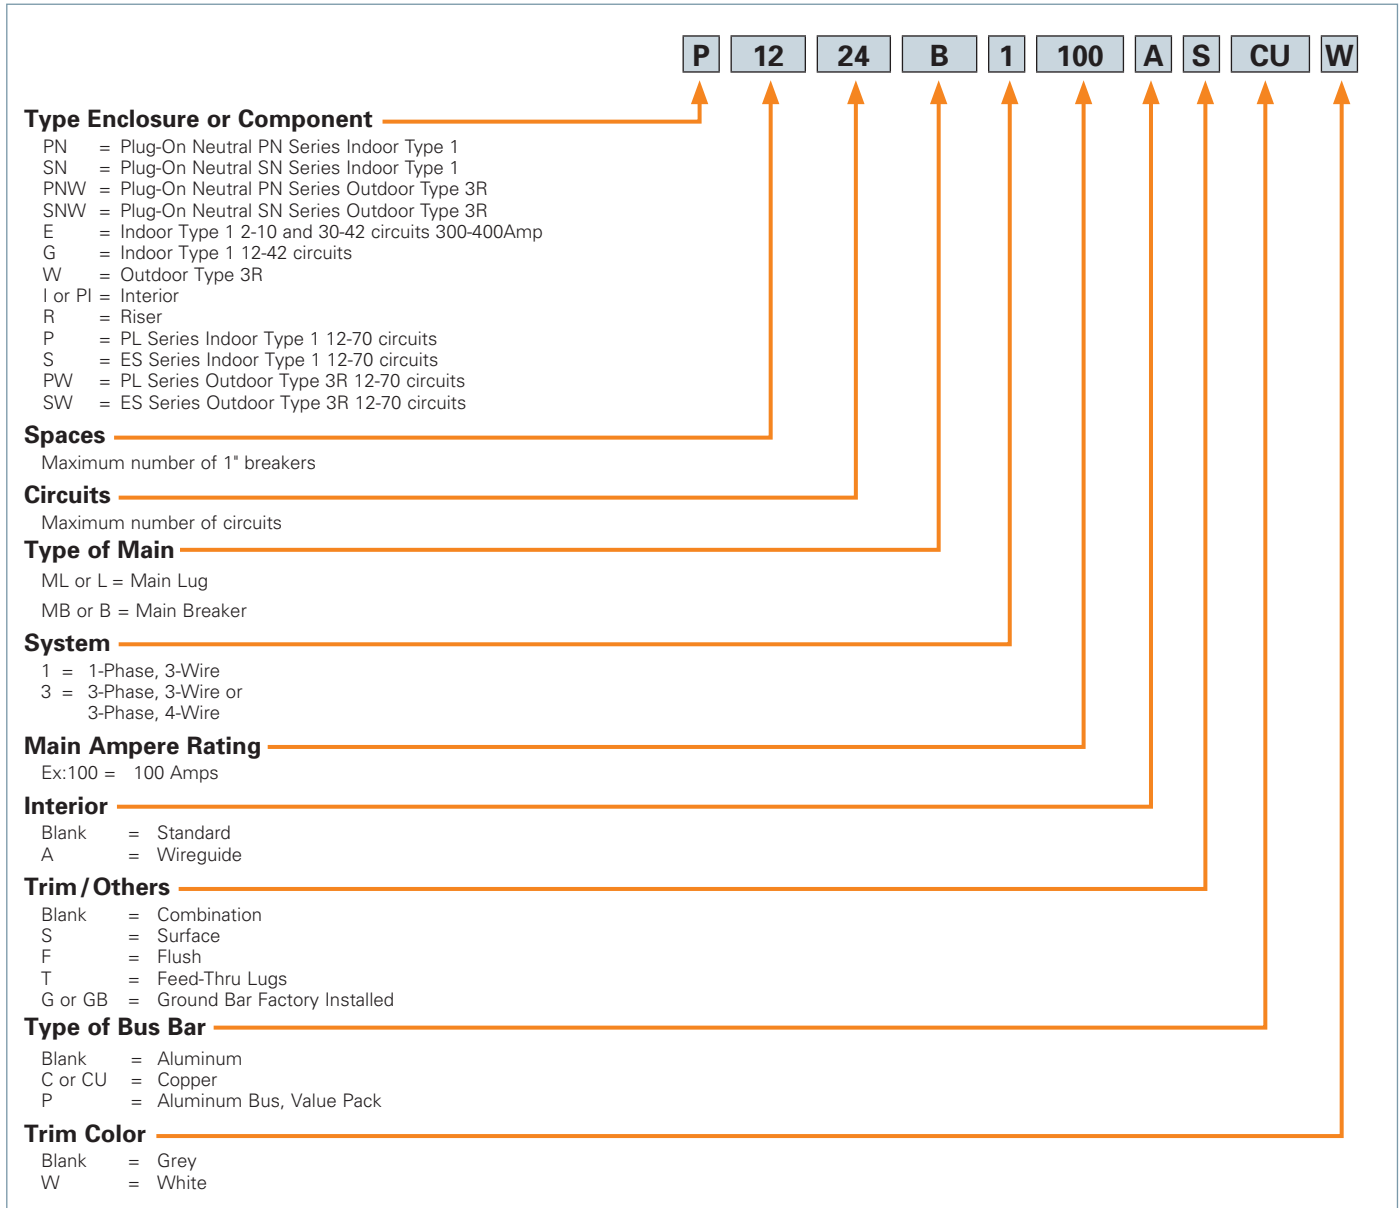 P 12 24 B 1 100 A S CU W
Type Enclosure or Component
PN = Plug-On Neutral PN Series Indoor Type 1
SN = Plug-On Neutral SN Series Indoor Type 1
PNW = Plug-On Neutral PN Series Outdoor Type 3R
SNW = Plug-On Neutral SN Series Outdoor Type 3R
E = Indoor Type 1 2-10 and 30-42 circuits 300-400Amp
G = Indoor Type 1 12-42 circuits
W = Outdoor Type 3R
I or PI = Interior
R = Riser
P = PL Series Indoor Type 1 12-70 circuits
S = ES Series Indoor Type 1 12-70 circuits
PW = PL Series Outdoor Type 3R 12-70 circuits
SW = ES Series Outdoor Type 3R 12-70 circuits
Spaces
Maximum number of 1" breakers
Circuits
Maximum number of circuits
Type of Main
ML or L = Main Lug
MB or B = Main Breaker
System
1 = 1-Phase, 3-Wire
3 = 3-Phase, 3-Wire or
3-Phase, 4-Wire
Main Ampere Rating
Ex:100 = 100 Amps
Interior
Blank = Standard
A = Wireguide
Trim/Others
Blank = Combination
S = Surface
F = Flush
T = Feed-Thru Lugs
G or GB = Ground Bar Factory Installed
Type of Bus Bar
Blank = Aluminum
C or CU = Copper
P = Aluminum Bus, Value Pack
Trim Color
Blank = Grey
W = White